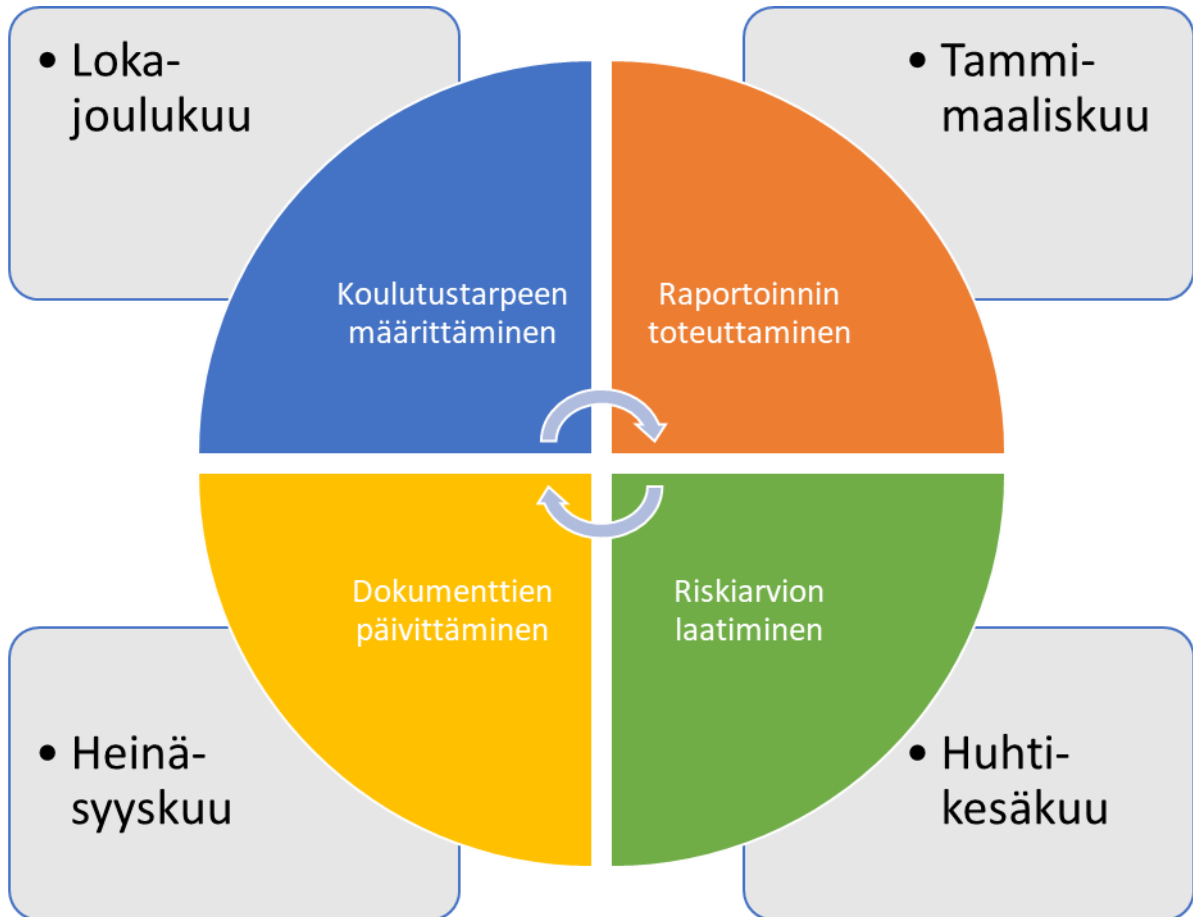 • Loka-
joulukuu
• Tammi-
maaliskuu
Koulutustarpeen
määrittäminen
Raportoinnin
toteuttaminen
Dokumenttien
päivittäminen
Riskiarvion
laatiminen
• Heinä-
syyskuu
• Huhti-
kesäkuu